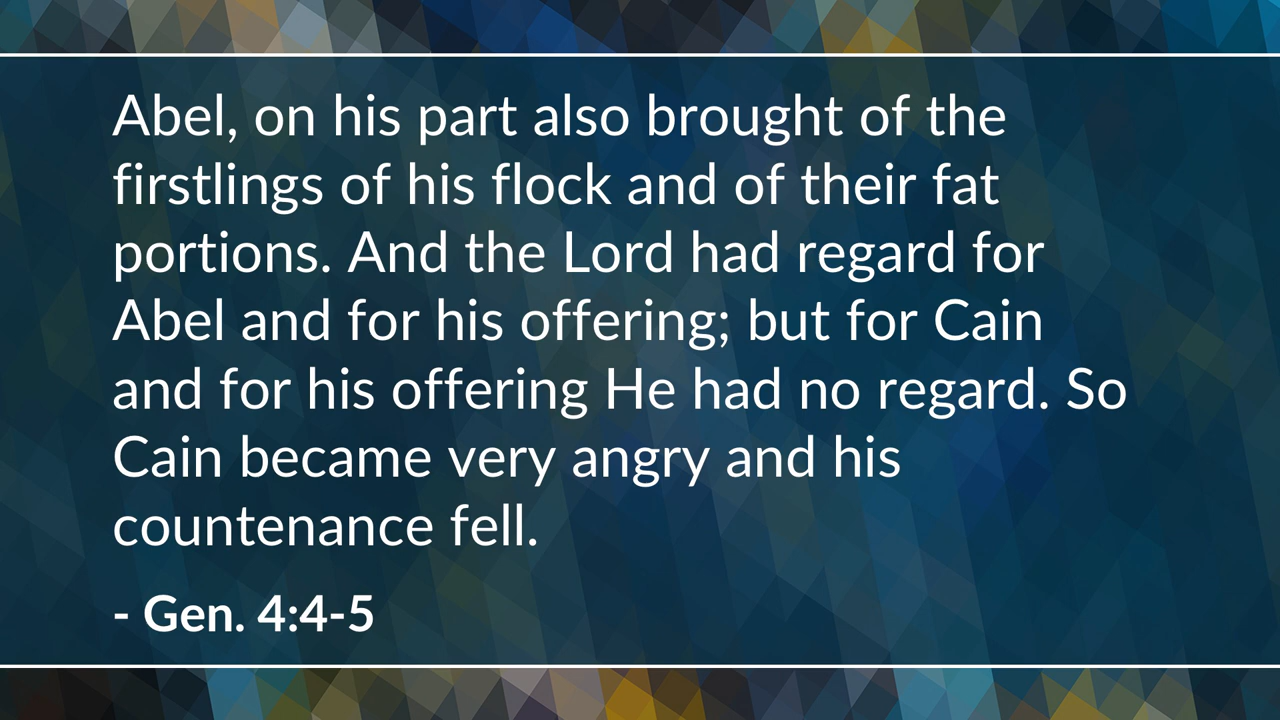 Abel, on his part also brought of the
firstlings of his flock and of their fat
portions. And the Lord had regard for
Abel and for his offering; but for Cain
and for his offering He had no regard. So
Cain became very angry and his
countenance fell.
- Gen. 4:4-5